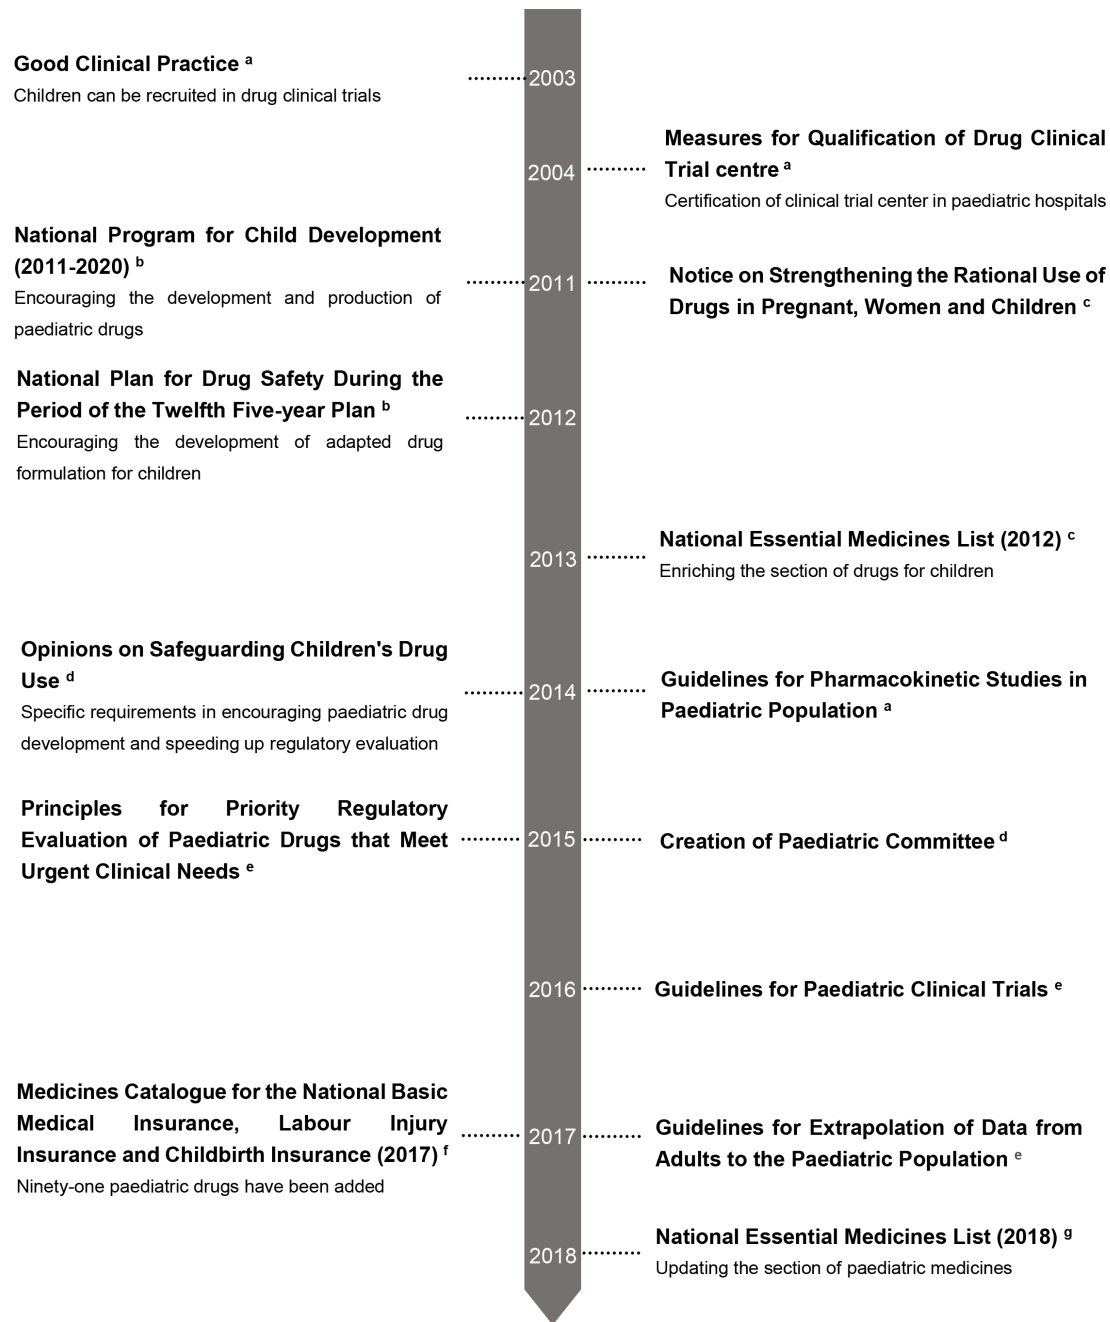 Good Clinical Practice a
Children can be recruited in drug clinical trials
2003
Measures for Qualification of Drug Clinical
Trial centre a
Certification of clinical trial center in paediatric hospitals
2004
National Program for Child Development
(2011-2020) b
Encouraging the development and production of
paediatric drugs
2011
Notice on Strengthening the Rational Use of
Drugs in Pregnant, Women and Children c
National Plan for Drug Safety During the
Period of the Twelfth Five-year Plan b
Encouraging the development of adapted drug
formulation for children
2012
2013
National Essential Medicines List (2012) c
Enriching the section of drugs for children
Opinions on Safeguarding Children's Drug
Use d
Specific requirements in encouraging paediatric drug
development and speeding up regulatory evaluation
2014
Guidelines for Pharmacokinetic Studies in
Paediatric Population a
Principles for Priority Regulatory
Evaluation of Paediatric Drugs that Meet
Urgent Clinical Needs e
2015
Creation of Paediatric Committee d
2016
Guidelines for Paediatric Clinical Trials e
Medicines Catalogue for the National Basic
Medical Insurance, Labour Injury
Insurance and Childbirth Insurance (2017) f
Ninety-one paediatric drugs have been added
2017
Guidelines for Extrapolation of Data from
Adults to the Paediatric Population e
2018
National Essential Medicines List (2018) g
Updating the section of paediatric medicines